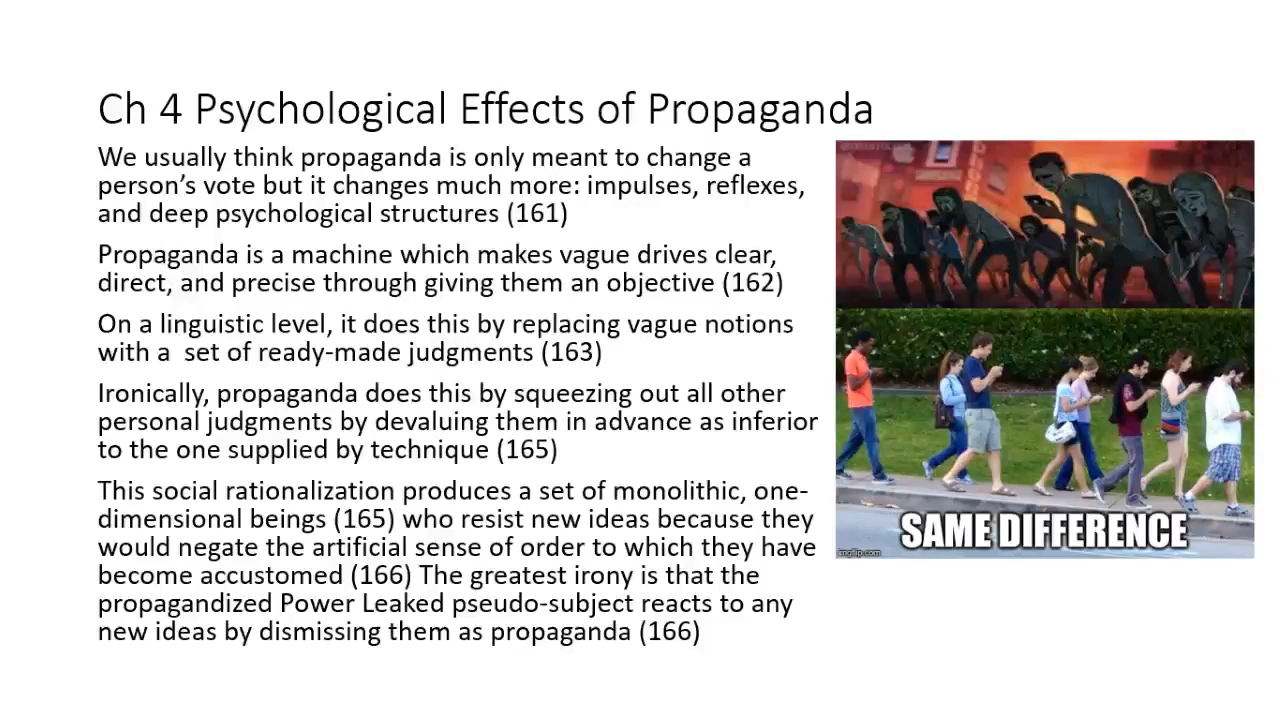 Ch 4 Psychological Effects of Propaganda
We usually think propaganda is only meant to change a
person's vote but it changes much more: impulses, reflexes,
and deep psychological structures (161)
Propaganda is a machine which makes vague drives clear,
direct, and precise through giving them an objective (162)
On a linguistic level, it does this by replacing vague notions
with a  set of ready-made judgments (163)
Ironically, propaganda does this by squeezing out all other
personal judgments by devaluing them in advance as inferior
to the one supplied by technique (165)
This social rationalization produces a set of monolithic, one-
dimensional beings (165) who resist new ideas because they
would negate the artificial sense of order to which they have
become accustomed (166) The greatest irony is that the
propagandized Power Leaked pseudo-subject reacts to any
new ideas by dismissing them as propaganda (166)
SAME DIFFERENCE
imgflip.com